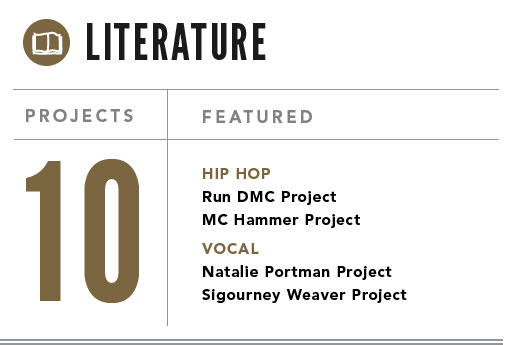 LITERATURE
PROJECTS
FEATURED
10
HIP HOP
Run DMC Project
MC Hammer Project
VOCAL
Natalie Portman Project
Sigourney Weaver Project